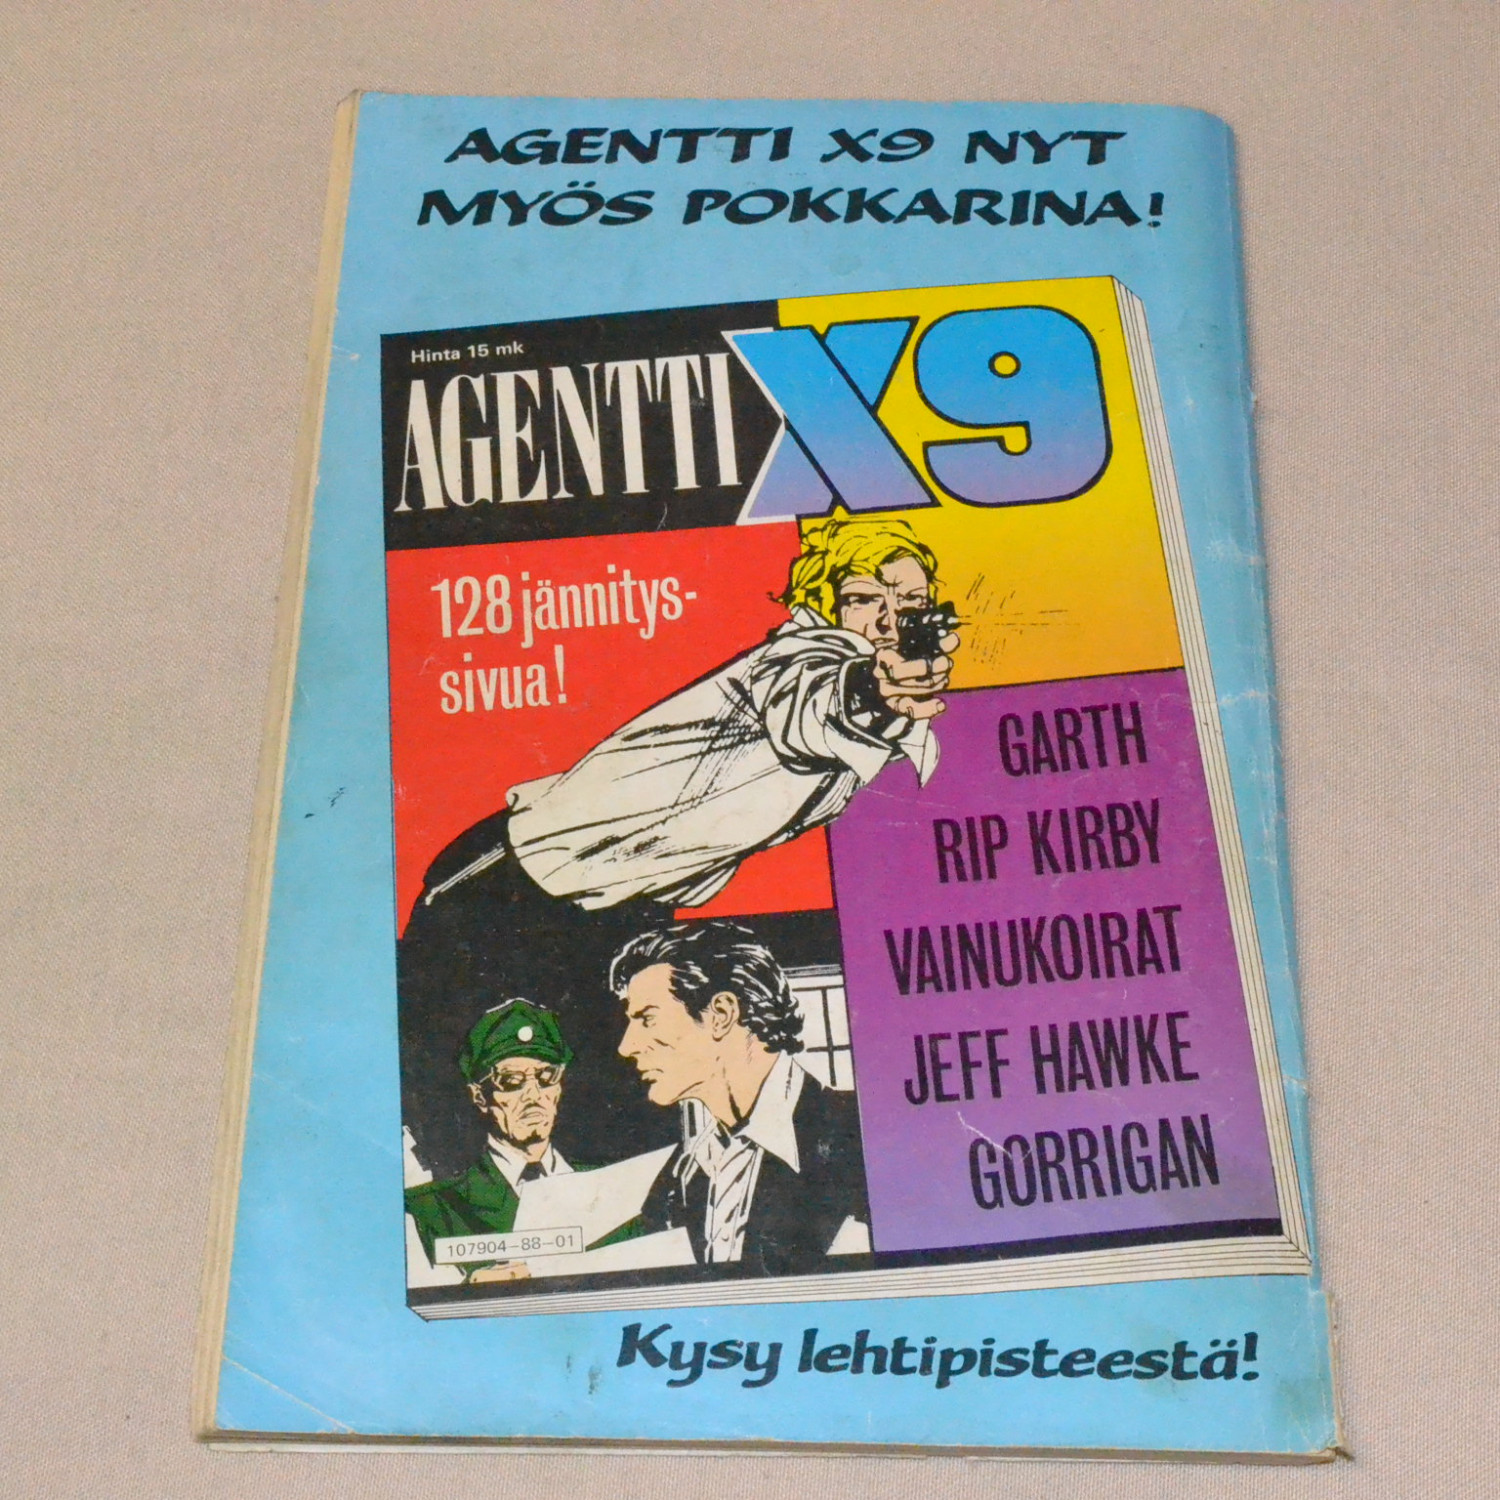 AGENTTI X9 NYT
MYÖS POKKARINA!
Hinta 15 mk
AGENTTI X9
128 jännitys-
sivua!
GARTH
RIP KIRBY
VAINUKOIRAT
JEFF HAWKE
GORRIGAN
107904-88-01
Kysy lehtipisteestä!